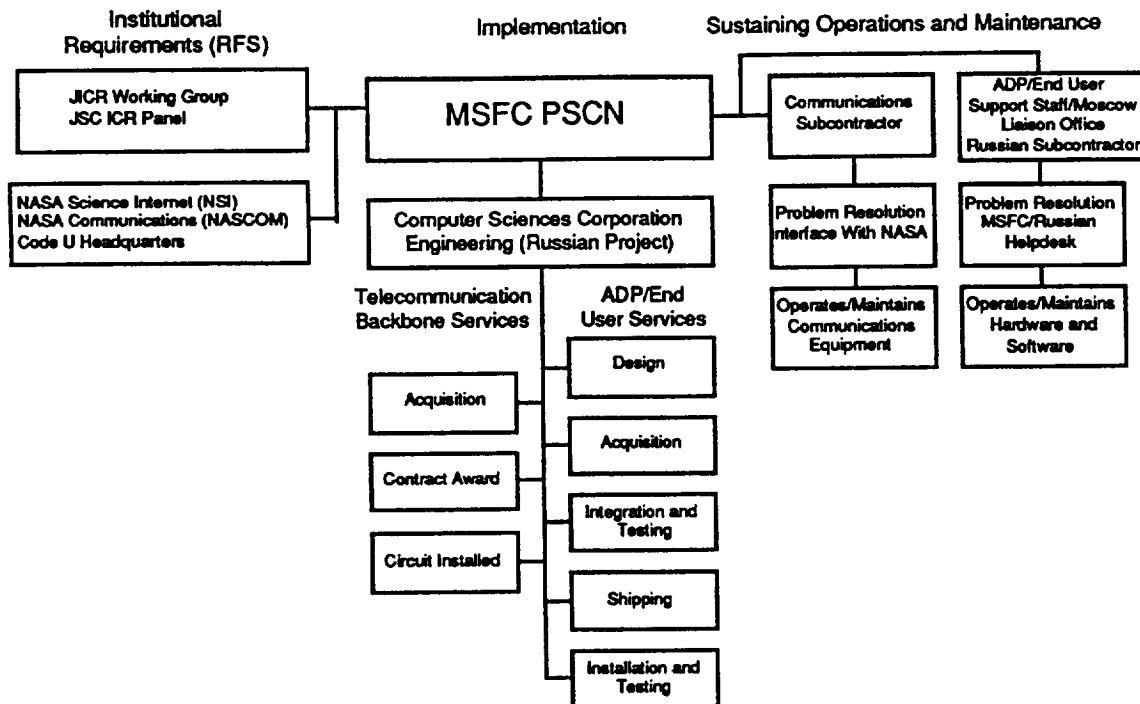 Institutional
Requirements (RFS)
Implementation
Sustaining Operations and Maintenance
JICR Working Group
JSC ICR Panel
NASA Science Internet (NSI)
NASA Communications (NASCOM)
Code U Headquarters
MSFC PSCN
Computer Sciences Corporation
Engineering (Russian Project)
Telecommunication
Backbone Services
Acquisition
Contract Award
Circuit Installed
ADP/End
User Services
Design
Acquisition
Integration and
Testing
Shipping
Installation and
Testing
Communications
Subcontractor
Problem Resolution
nterface With NASA
Operates/Maintains
Communications
Equipment
ADP/End User
Support Staff/Moscow
Liaison Office
Russian Subcontractor
Problem Resolution
MSFC/Russian
Helpdesk
Operates/Maintains
Hardware and
Software